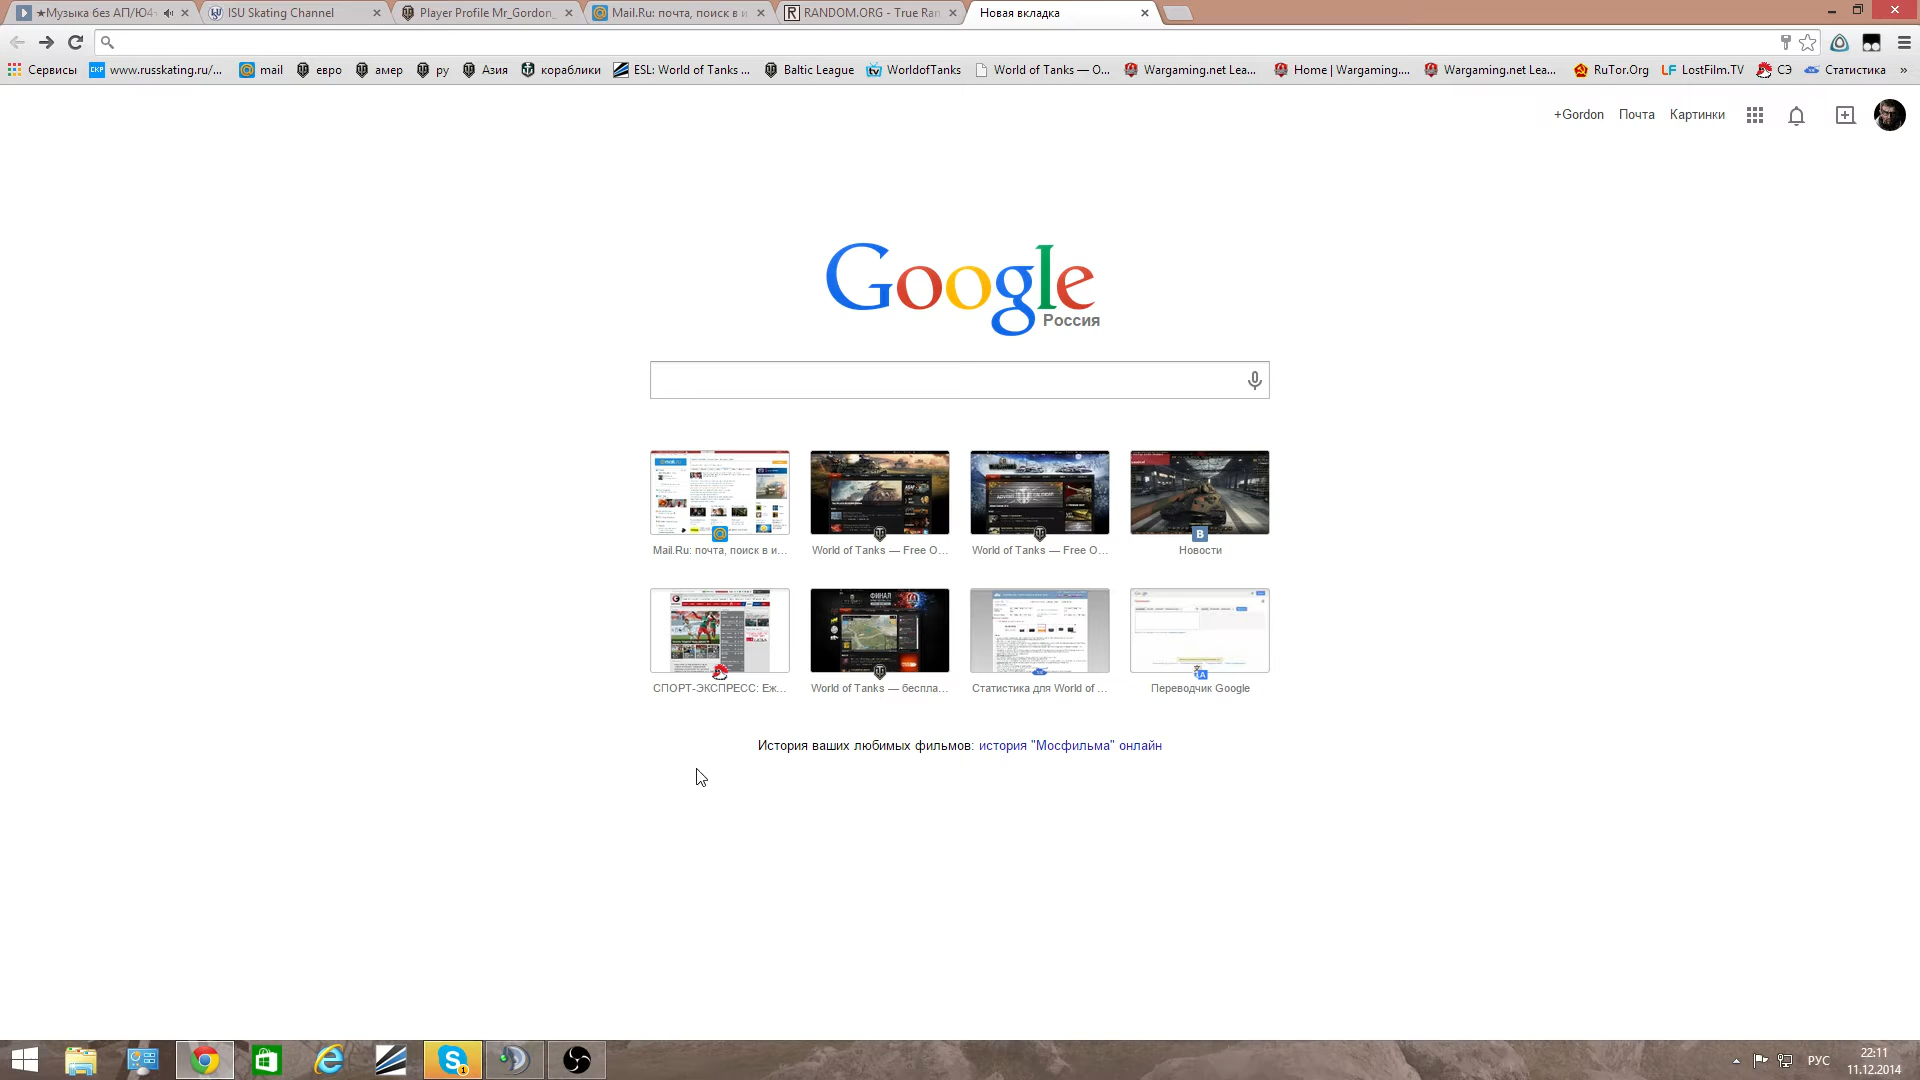 ★Музыка без АП/Ю4
ISU Skating Channel
Player Profile Mr_Gordon_
Mail.Ru: почта, поиск в и
RANDOM.ORG - True Ran
Новая вкладка
Сервисы
www.russkating.ru/...
mail
евро
амер
ру
Азия
кораблики
ESL: World of Tanks ...
Baltic League
WorldofTanks
World of Tanks — O...
Wargaming.net Lea...
Home | Wargaming....
Wargaming.net Lea...
RuTor.Org
LostFilm.TV
СЭ
Статистика
»
+Gordon
Почта
Картинки
Google
Россия
Mail.Ru: почта, поиск в и...
World of Tanks — Free O...
World of Tanks — Free O...
Новости
СПОРТ-ЭКСПРЕСС: Еж...
World of Tanks — беспла...
Статистика для World of ...
Переводчик Google
История ваших любимых фильмов: история "Мосфильма" онлайн
РУС
22:11
11.12.2014